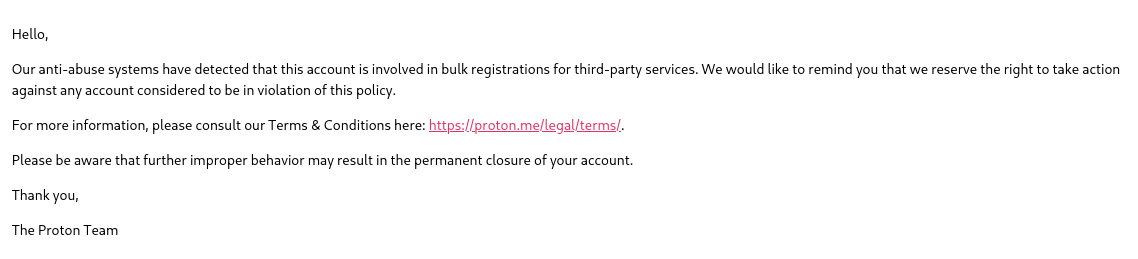 Hello,
Our anti-abuse systems have detected that this account is involved in bulk registrations for third-party services. We would like to remind you that we reserve the right to take action
against any account considered to be in violation of this policy.
For more information, please consult our Terms & Conditions here: https://proton.me/legal/terms/.
Please be aware that further improper behavior may result in the permanent closure of your account.
Thank you,
The Proton Team